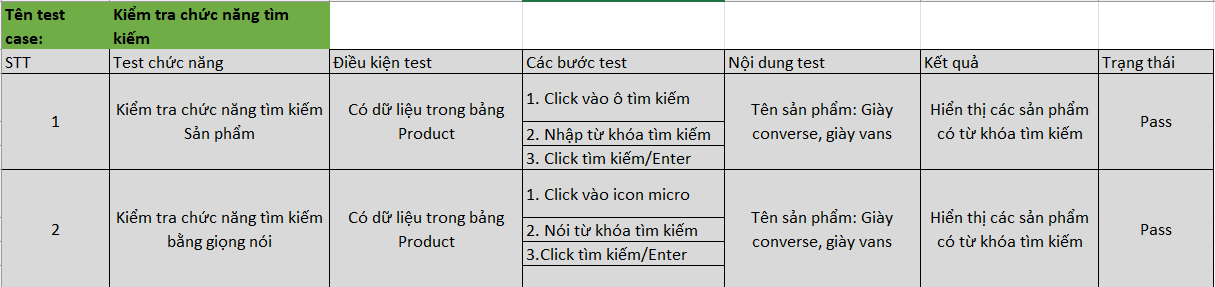 Tên test case:
Kiểm tra chức năng tìm kiếm
STT
Test chức năng
Điều kiện test
Các bước test
Nội dung test
Kết quả
Trạng thái
1
Kiểm tra chức năng tìm kiếm
Sản phẩm
Có dữ liệu trong bảng
Product
1. Click vào ô tìm kiếm
2. Nhập từ khóa tìm kiếm
3. Click tìm kiếm/Enter
Tên sản phẩm: Giày
converse, giày vans
Hiển thị các sản phẩm
có từ khóa tìm kiếm
Pass
2
Kiểm tra chức năng tìm kiếm
bằng giọng nói
Có dữ liệu trong bảng
Product
1. Click vào icon micro
2. Nói từ khóa tìm kiếm
3.Click tìm kiếm/Enter
Tên sản phẩm: Giày
converse, giày vans
Hiển thị các sản phẩm
có từ khóa tìm kiếm
Pass